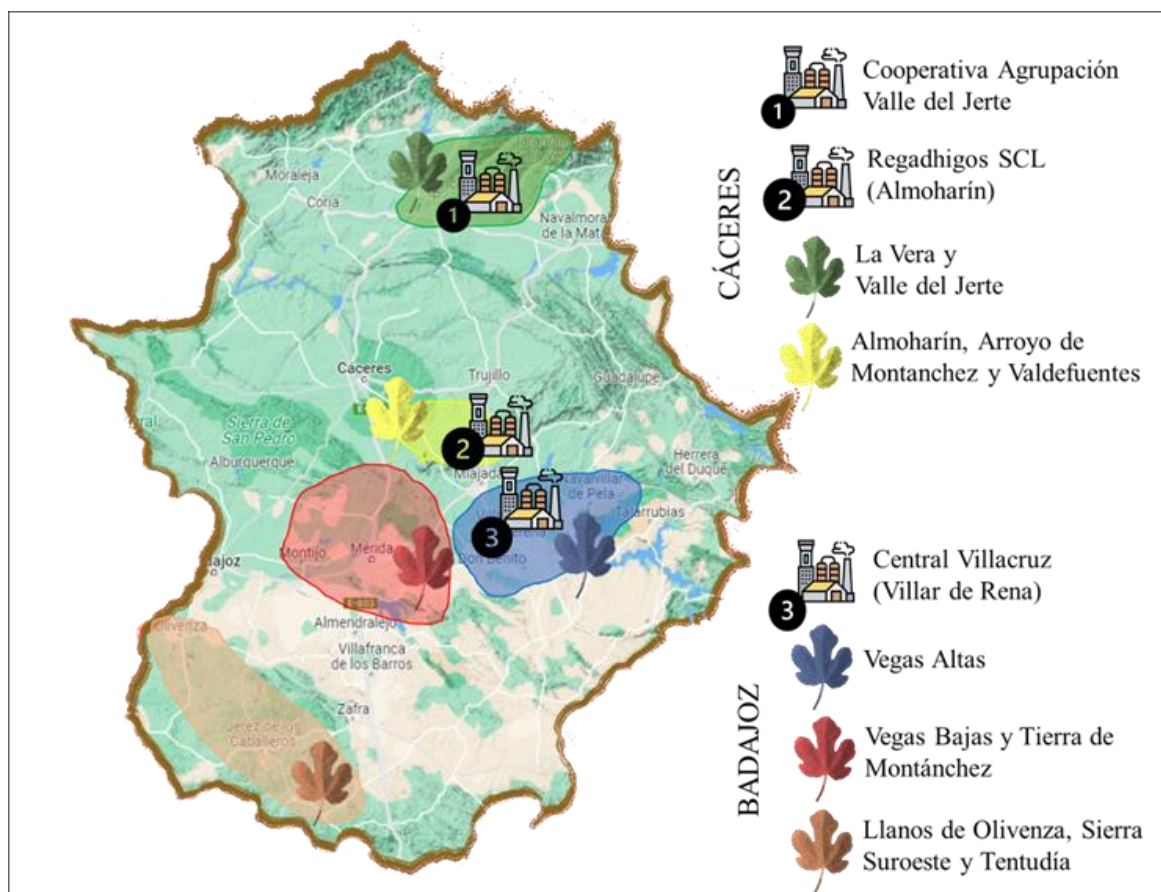 Moraleja
Coria
1
Navalmoral
de la Mata
Cáceres
Trujillo
Guadalupe
Sierra de
San Pedro
Alburquerque
2
Miajadas
Herrera
del Duque
Navalvillar
de Pela
Talarrubias
3
Don Benito
Montijo
Mérida
E-803
Almendralejo
Olivenza
Villafranca
de los Barros
Zafra
Jerez de los
Caballeros
CÁCERES
1
Cooperativa Agrupación
Valle del Jerte
2
Regadhigos SCL
(Almoharín)
La Vera y
Valle del Jerte
Almoharín, Arroyo de
Montanchez y Valdefuentes
BADAJOZ
3
Central Villacruz
(Villar de Rena)
Vegas Altas
Vegas Bajas y Tierra de
Montánchez
Llanos de Olivenza, Sierra
Suroeste y Tentudía